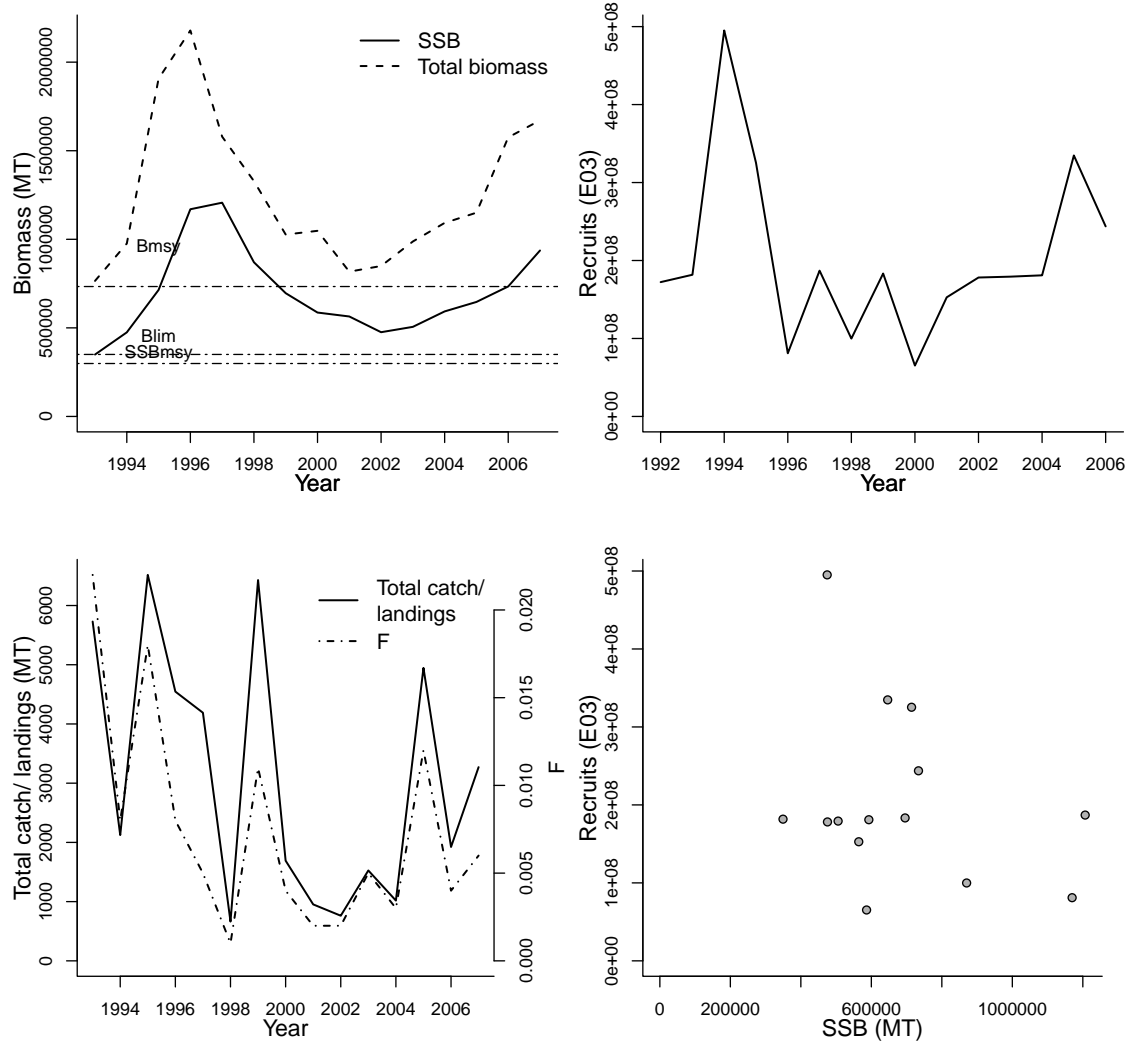 SSB
Total biomass
Biomass (MT)
2000000
1500000
1000000
500000
0
Bmsy
Blim
SSBmsy
1994 1996 1998 2000 2002 2004 2006
Year
Recruits (E03)
5e+08
4e+08
3e+08
2e+08
1e+08
0e+00
1992 1994 1996 1998 2000 2002 2004 2006
Year
Total catch/ landings (MT)
6000
5000
4000
3000
2000
1000
0
Total catch/
landings
F
0.020
0.015
0.010
0.005
0.000
F
1994 1996 1998 2000 2002 2004 2006
Year
Recruits (E03)
5e+08
4e+08
3e+08
2e+08
1e+08
0e+00
0 200000 600000 1000000
SSB (MT)